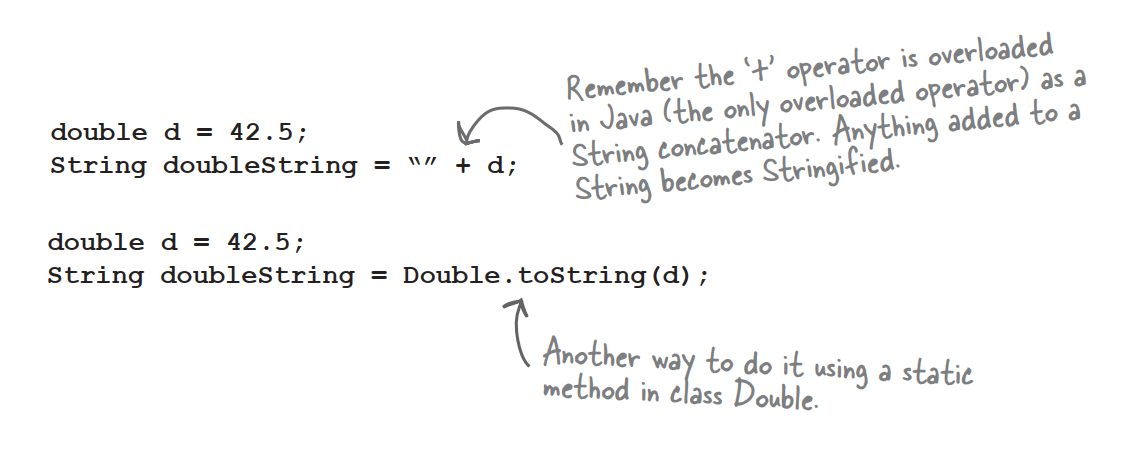 Remember the ‘+’ operator is overloaded
in Java (the only overloaded operator) as a
String concatenator. Anything added to a
String becomes Stringified.
double d = 42.5;
String doubleString = “” + d;
double d = 42.5;
String doubleString = Double.toString(d);
Another way to do it using a static
method in class Double.